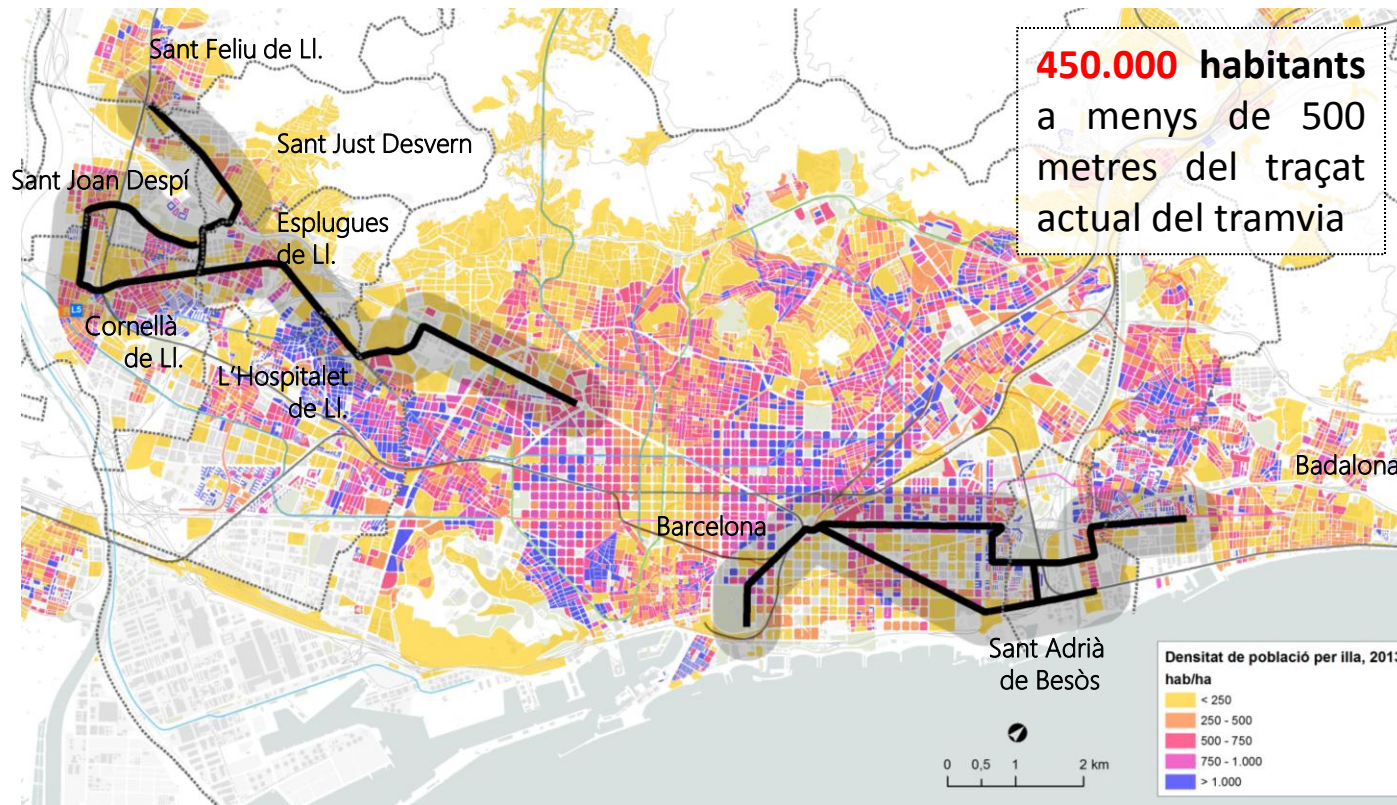 450.000 habitants
a menys de 500
metres del traçat
actual del tramvia
Sant Feliu de Ll.
Sant Just Desvern
Sant Joan Despí
Esplugues
de Ll.
L5
Cornellà
de Ll.
L'Hospitalet
de Ll.
Badalona
Barcelona
Sant Adrià
de Besòs
Densitat de població per illa, 2013
hab/ha
< 250
250 - 500
500 - 750
750 - 1.000
> 1.000
0 0,5 1 2 km